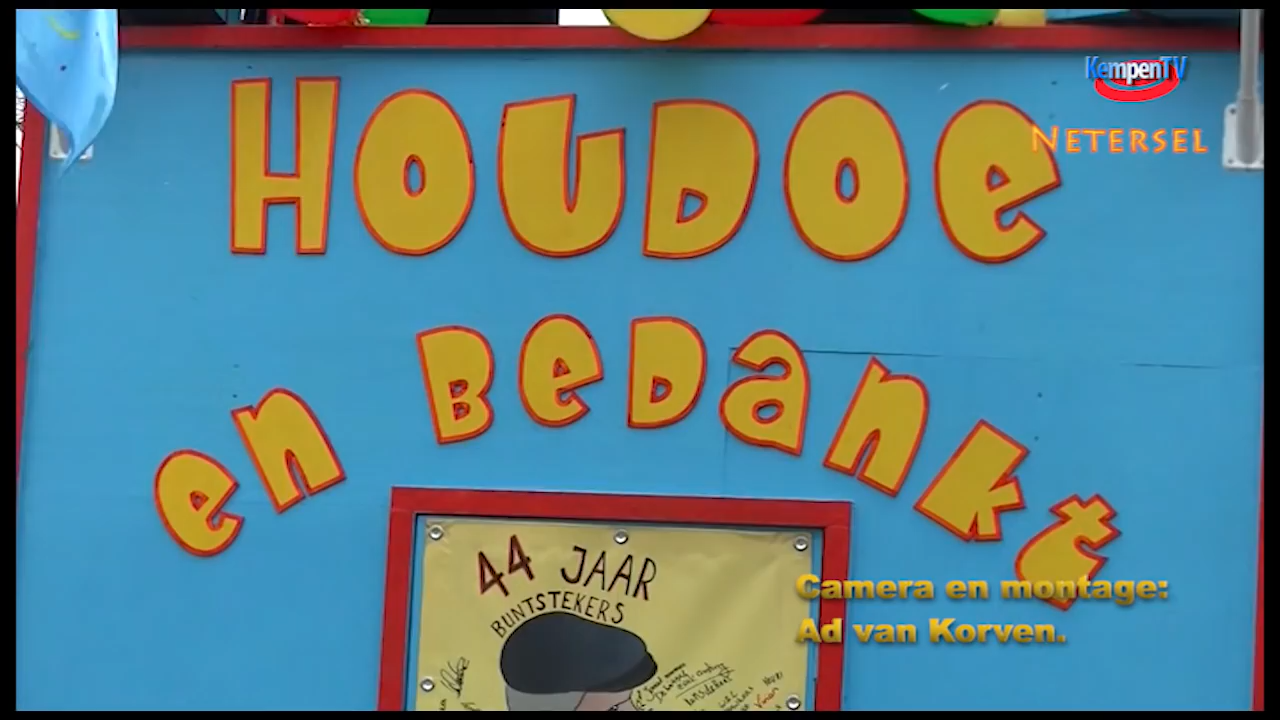 KempenTV
NETERSEL
HOUDOe
en BeDankt
44 JAAR
BUNTSTEKERS
Camera en montage:
Ad van Korven.